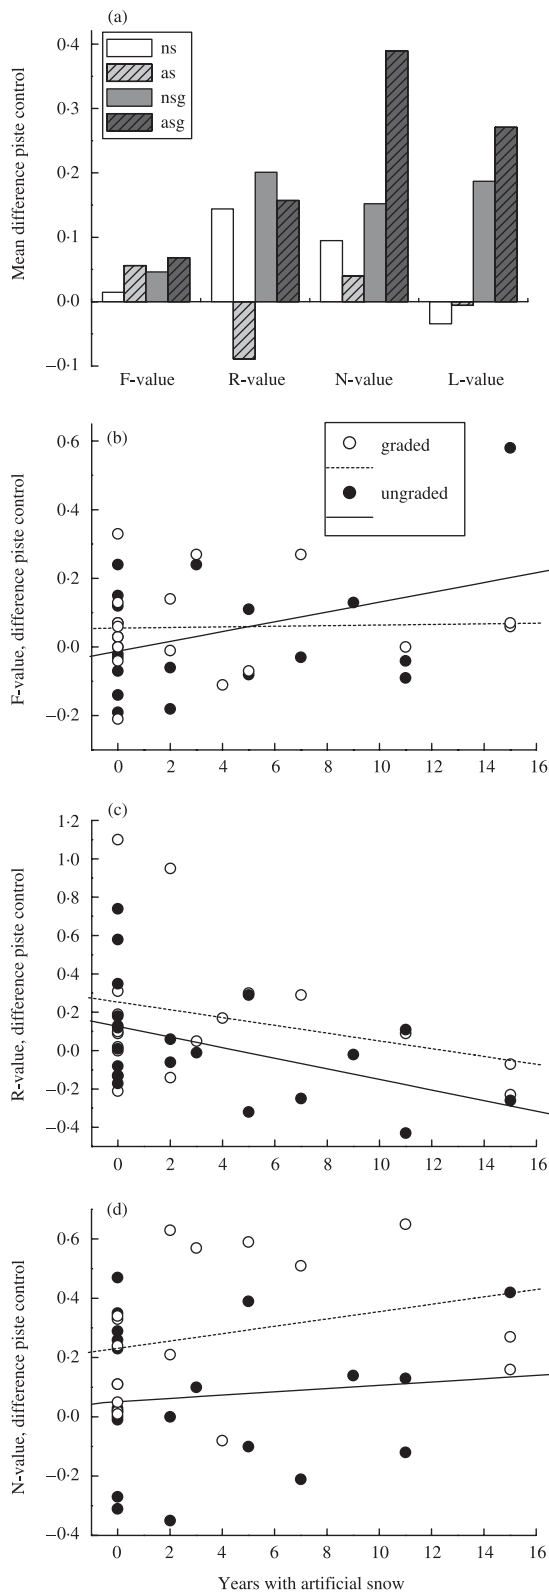 (a)
0·4
0·3
0·2
0·1
0·0
−0·1
Mean difference piste control
ns
as
nsg
asg
F-value R-value N-value L-value
(b)
0·6
0·4
0·2
0·0
−0·2
F-value, difference piste control
graded
ungraded
0 2 4 6 8 10 12 14 16
(c)
1·2
1·0
0·8
0·6
0·4
0·2
0·0
−0·2
−0·4
R-value, difference piste control
0 2 4 6 8 10 12 14 16
(d)
0·6
0·4
0·2
0·0
−0·2
−0·4
N-value, difference piste control
0 2 4 6 8 10 12 14 16
Years with artificial snow